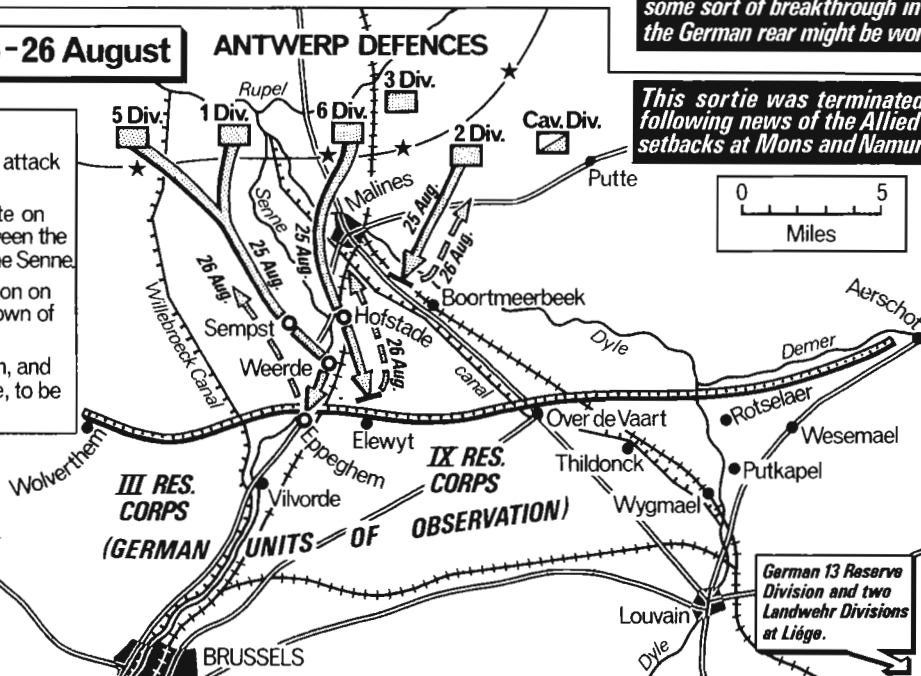 some sort of breakthrough in
the German rear might be wor
- 26 August
ANTWERP DEFENCES
This sortie was terminated
following news of the Allied
setbacks at Mons and Namur
attack
te on
een the
e Senne.
on on
own of
n, and
e, to be
Rupel
5 Div.
1 Div.
6 Div.
3 Div.
2 Div.
Cav. Div.
Putte
0 5
Miles
Malines
Senne
25 Aug.
25 Aug.
25 Aug.
26 Aug.
26 Aug.
26 Aug.
Willebroeck Canal
Sempst
Hofstade
Boortmeerbeek
Weerde
canal
Dyle
Demer
Aerschot
Wolverthem
Eppeghem
Elewyt
Over de Vaart
Rotselaer
Wesemael
Thildonck
Putkapel
Wygmael
Vilvorde
III RES.
CORPS
IX RES.
CORPS
(GERMAN UNITS OF OBSERVATION)
German 13 Reserve
Division and two
Landwehr Divisions
at Liége.
Louvain
Dyle
BRUSSELS